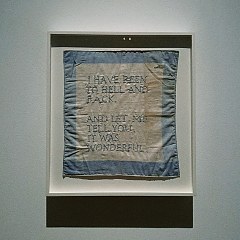 I HAVE BEEN
TO HELL AND
BACK.
AND LET ME
TELL YOU,
IT WAS
WONDERFUL.